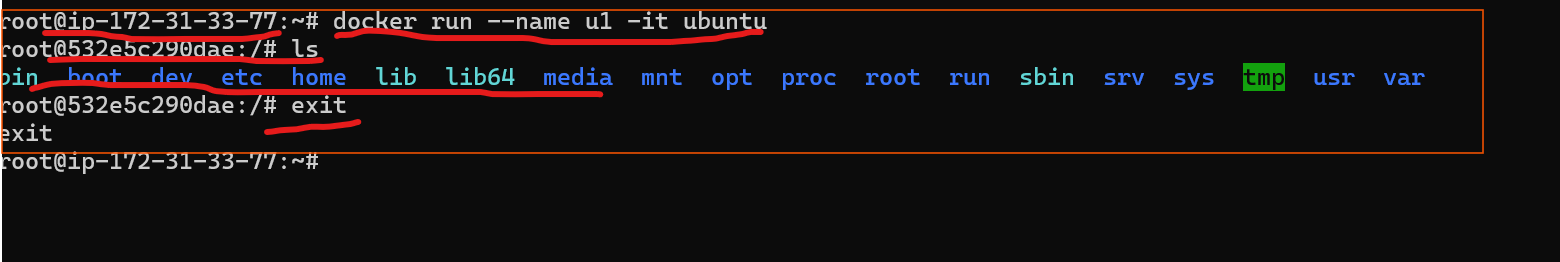 root@ip-172-31-33-77:~# docker run --name u1 -it ubuntu
root@532e5c290dae:/# ls
bin boot dev etc home lib lib64 media mnt opt proc root run sbin srv sys tmp usr var
root@532e5c290dae:/# exit
exit
root@ip-172-31-33-77:~#